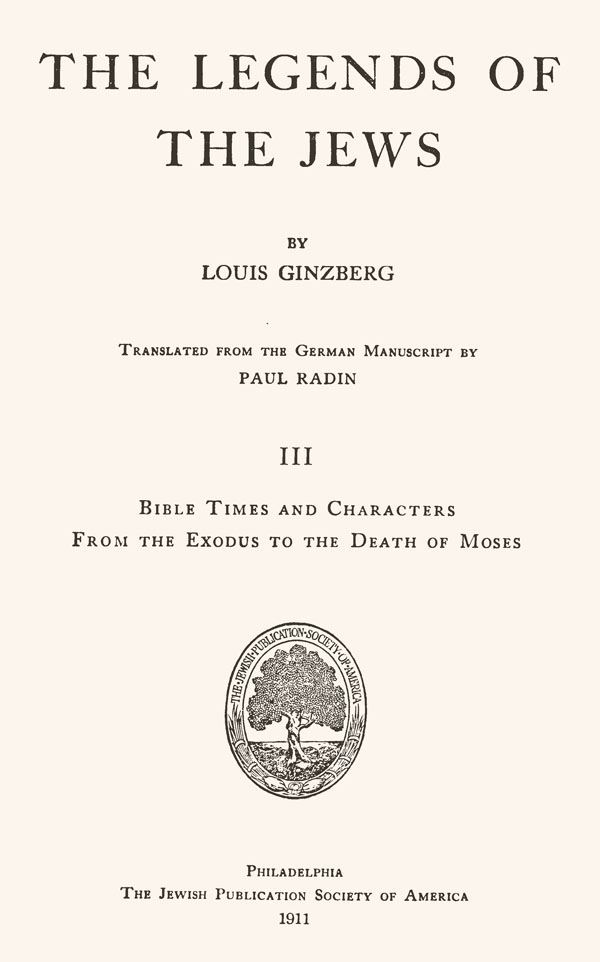 THE LEGENDS OF
THE JEWS
BY
LOUIS GINZBERG
TRANSLATED FROM THE GERMAN MANUSCRIPT BY
PAUL RADIN
III
BIBLE TIMES AND CHARACTERS
FROM THE EXODUS TO THE DEATH OF MOSES
THE·JEWISH·PUBLICATION·SOCIETY·OF·AMERICA
PHILADELPHIA
THE JEWISH PUBLICATION SOCIETY OF AMERICA
1911